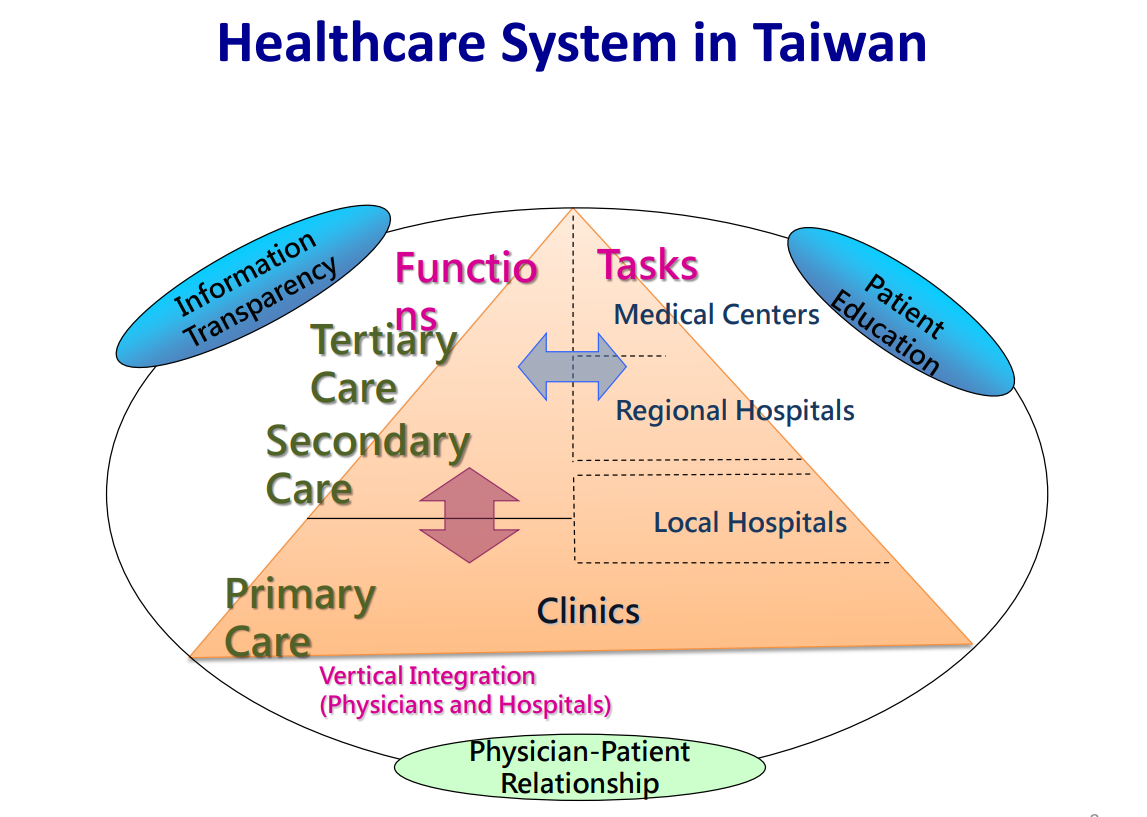 Healthcare System in Taiwan
Information
Transparency
Patient
Education
Functio
ns
Tasks
Medical Centers
Tertiary
Care
Regional Hospitals
Secondary
Care
Local Hospitals
Primary
Care
Clinics
Vertical Integration
(Physicians and Hospitals)
Physician-Patient
Relationship